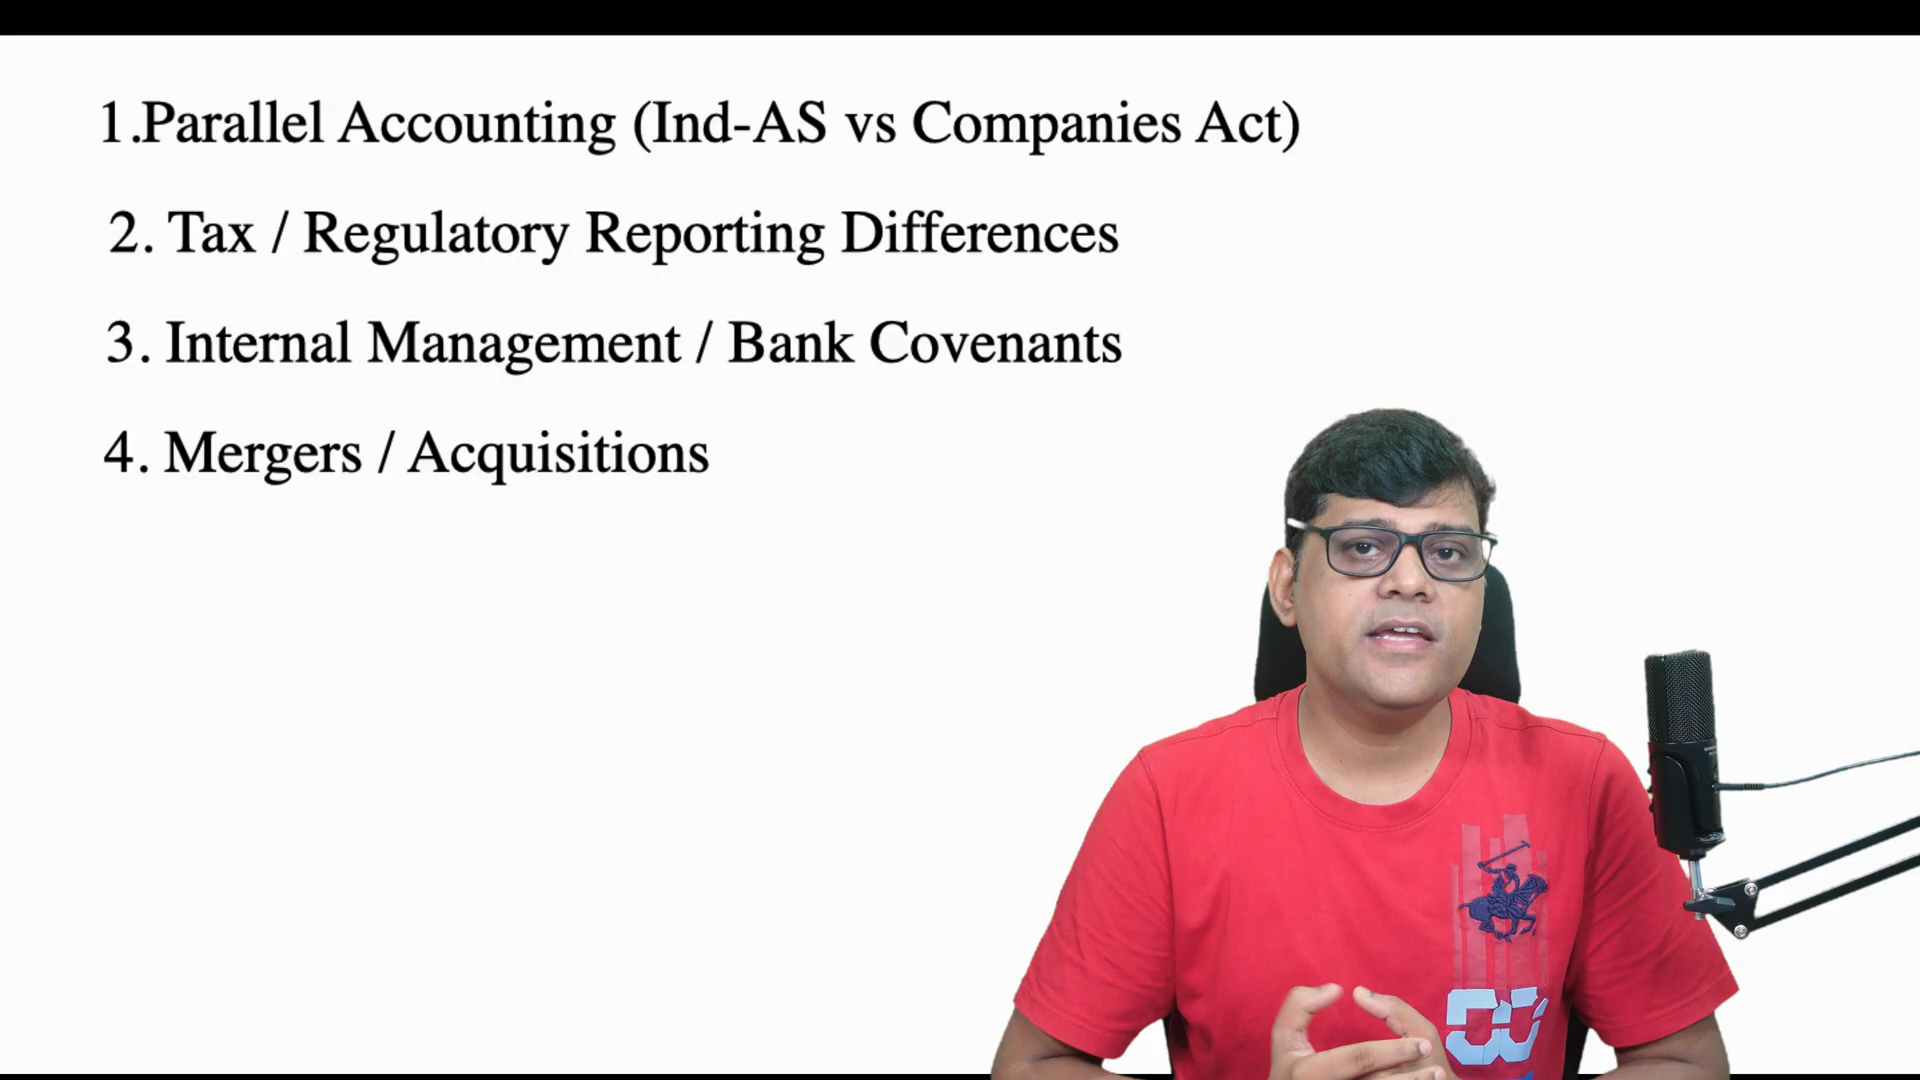 1.Parallel Accounting (Ind-AS vs Companies Act)
2. Tax / Regulatory Reporting Differences
3. Internal Management / Bank Covenants
4. Mergers / Acquisitions